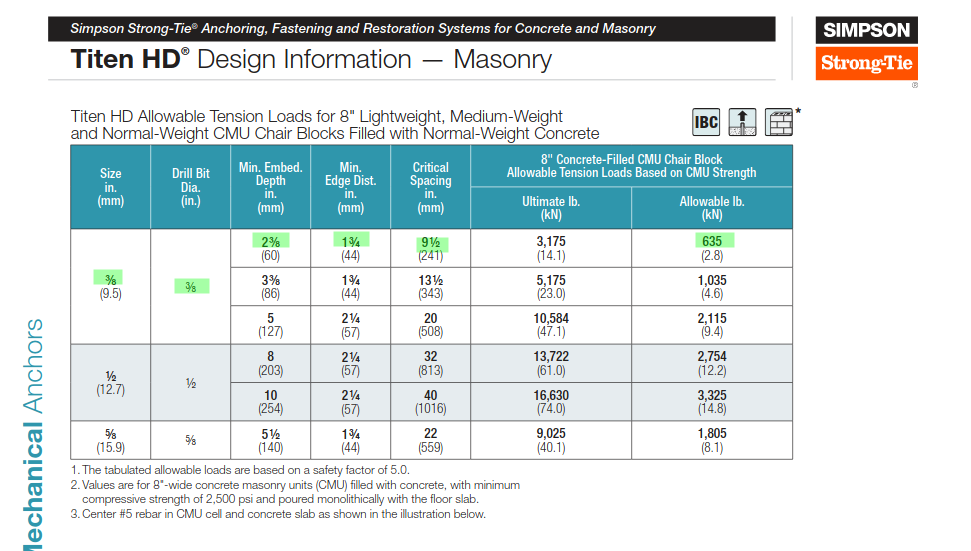 Simpson Strong-Tie® Anchoring, Fastening and Restoration Systems for Concrete and Masonry
SIMPSON
Strong-Tie
®
Titen HD® Design Information — Masonry
Titen HD Allowable Tension Loads for 8" Lightweight, Medium-Weight
and Normal-Weight CMU Chair Blocks Filled with Normal-Weight Concrete
IBC
*
Size
in.
(mm)
Drill Bit
Dia.
(in.)
Min. Embed.
Depth
in.
(mm)
Min.
Edge Dist.
in.
(mm)
Critical
Spacing
in.
(mm)
8" Concrete-Filled CMU Chair Block
Allowable Tension Loads Based on CMU Strength
Ultimate lb.
(kN)
Allowable lb.
(kN)
⅜
(9.5)
⅜
2⅜
(60)
1¾
(44)
9½
(241)
3,175
(14.1)
635
(2.8)
3⅜
(86)
1¾
(44)
13½
(343)
5,175
(23.0)
1,035
(4.6)
5
(127)
2¼
(57)
20
(508)
10,584
(47.1)
2,115
(9.4)
½
(12.7)
½
8
(203)
2¼
(57)
32
(813)
13,722
(61.0)
2,754
(12.2)
10
(254)
2¼
(57)
40
(1016)
16,630
(74.0)
3,325
(14.8)
⅝
(15.9)
⅝
5½
(140)
1¾
(44)
22
(559)
9,025
(40.1)
1,805
(8.1)
1. The tabulated allowable loads are based on a safety factor of 5.0.
2. Values are for 8"-wide concrete masonry units (CMU) filled with concrete, with minimum
compressive strength of 2,500 psi and poured monolithically with the floor slab.
3. Center #5 rebar in CMU cell and concrete slab as shown in the illustration below.
Mechanical Anchors